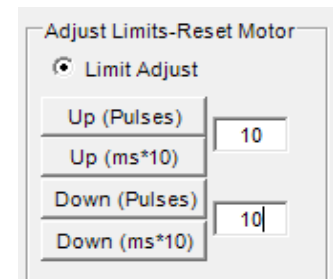 Adjust Limits-Reset Motor
Limit Adjust
Up (Pulses)
10
Up (ms*10)
Down (Pulses)
10
Down (ms*10)